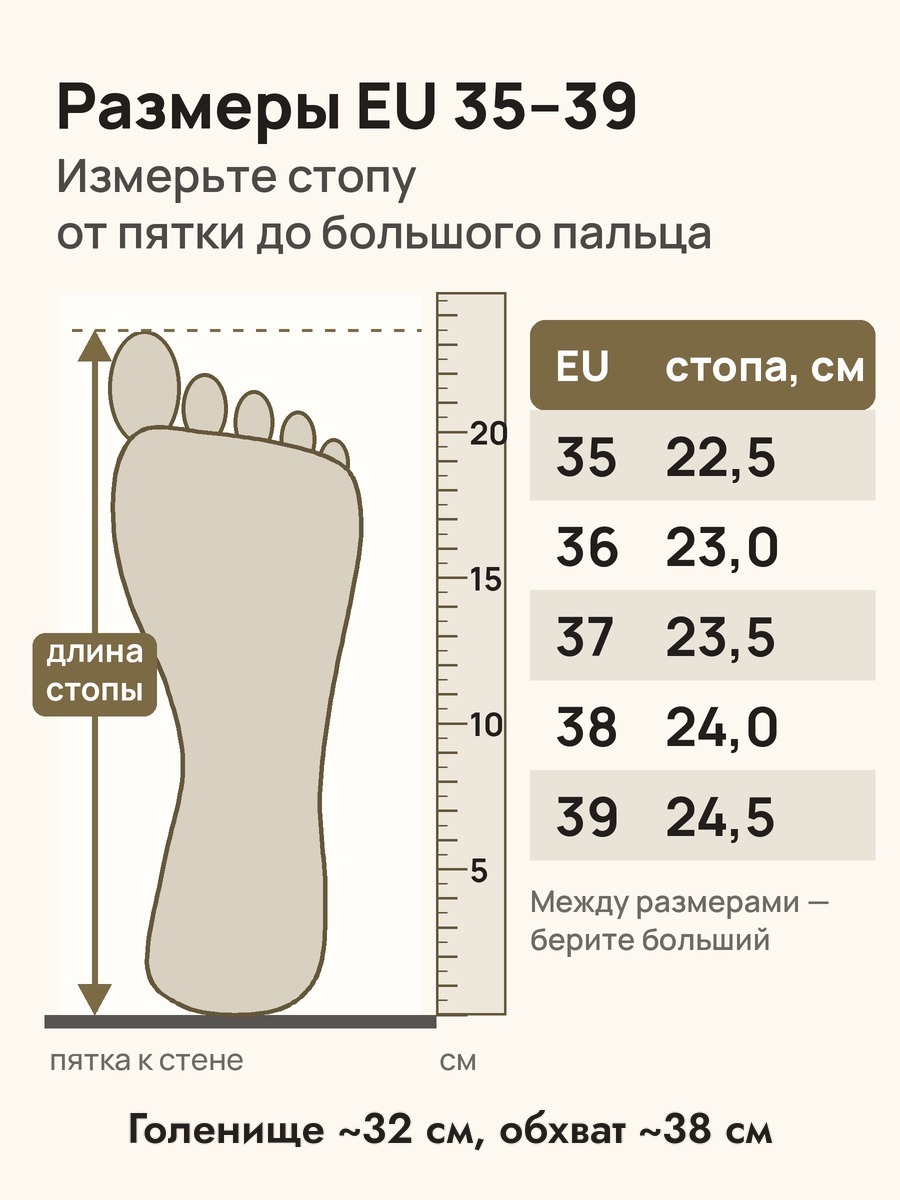 Размеры EU 35–39
Измерьте стопу
от пятки до большого пальца
EU стопа, см
35 22,5
36 23,0
37 23,5
38 24,0
39 24,5
Между размерами —
берите больший
20
15
10
5
длина
стопы
пятка к стене
см
Голенище ~32 см, обхват ~38 см